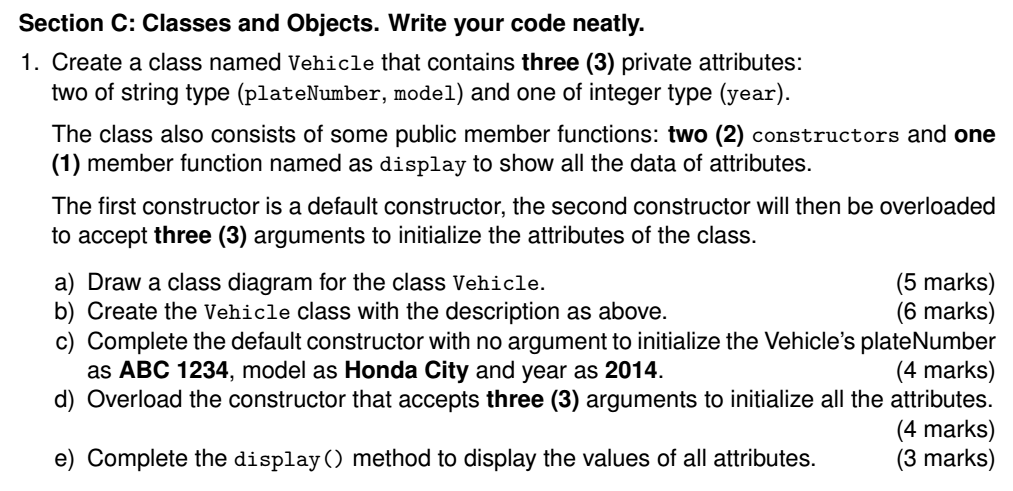 Section C: Classes and Objects. Write your code neatly.
1. Create a class named Vehicle that contains three (3) private attributes:
two of string type (plateNumber, model) and one of integer type (year).
The class also consists of some public member functions: two (2) constructors and one
(1) member function named as display to show all the data of attributes.
The first constructor is a default constructor, the second constructor will then be overloaded
to accept three (3) arguments to initialize the attributes of the class.
a) Draw a class diagram for the class Vehicle. (5 marks)
b) Create the Vehicle class with the description as above. (6 marks)
c) Complete the default constructor with no argument to initialize the Vehicle's plateNumber
as ABC 1234, model as Honda City and year as 2014. (4 marks)
d) Overload the constructor that accepts three (3) arguments to initialize all the attributes.
(4 marks)
e) Complete the display() method to display the values of all attributes. (3 marks)